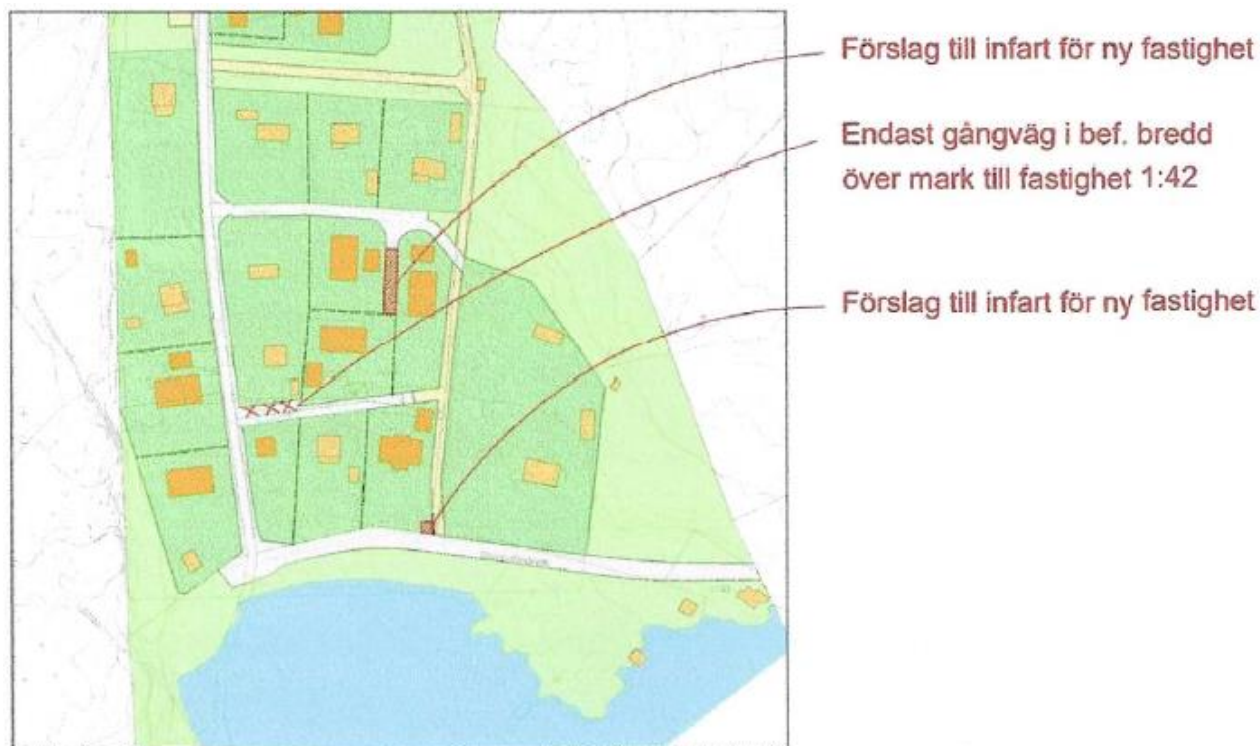 Förslag till infart för ny fastighet
Endast gångväg i bef. bredd
över mark till fastighet 1:42
Förslag till infart för ny fastighet